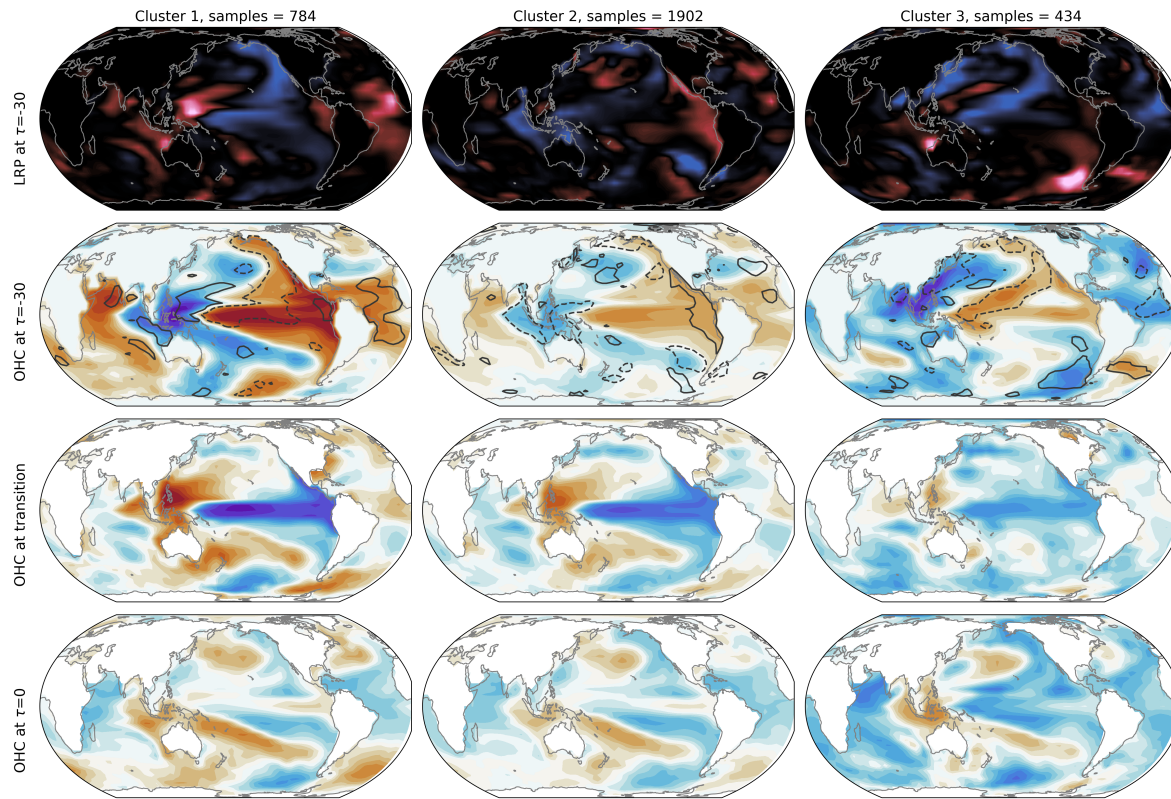 Cluster 1, samples = 784
Cluster 2, samples = 1902
Cluster 3, samples = 434
LRP at τ=-30
OHC at τ=-30
OHC at transition
OHC at τ=0